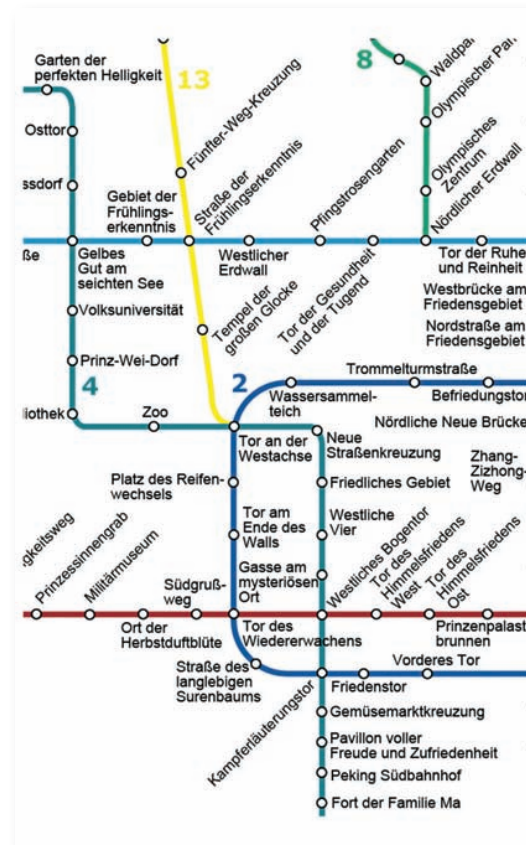 Garten der
perfekten Helligkeit
13
8
Waldpar
Olympischer Par
Osttor
Fünfter-Weg-Kreuzung
ssdorf
Gebiet der
Frühlings-
erkenntnis
Straße der
Frühlingserkenntnis
Pfingstrosengarten
Olympisches
Zentrum
Nördlicher Erdwall
aße
Gelbes
Gut am
seichten See
Westlicher
Erdwall
Tor der Ruhe
und Reinheit
Tempel der
großen Glocke
Tor der Gesundheit
und der Tugend
Westbrücke am
Friedensgebiet
Volksuniversität
Nordstraße am
Friedensgebiet
Prinz-Wei-Dorf
4
2
Trommelturmstraße
Wassersammel-
teich
Befriedungstor
liothek
Zoo
Nördliche Neue Brücke
Tor an der
Westachse
Neue
Straßenkreuzung
Zhang-
Zizhong-
Weg
Platz des Reifen-
wechsels
Friedliches Gebiet
Tor am
Ende des
Walls
Westliche
Vier
gkeitsweg
Prinzessinnengrab
Militärmuseum
Südgruß-
weg
Gasse am
mysteriösen
Ort
Westliches Bogentor
Tor des
Himmelsfriedens
West
Tor des
Himmelsfriedens
Ost
Ort der
Herbstduftblüte
Tor des
Wiedererwachens
Prinzenpalast
brunnen
Straße des
langlebigen
Surenbaums
Kampferläuterungstor
Friedenstor
Vorderes Tor
Gemüsemarktkreuzung
Pavillon voller
Freude und Zufriedenheit
Peking Südbahnhof
Fort der Familie Ma